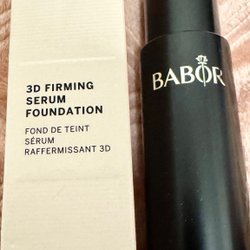 3D FIRMING
SERUM
FOUNDATION
FOND DE TEINT
SÉRUM
RAFFERMISSANT 3D
BABOR